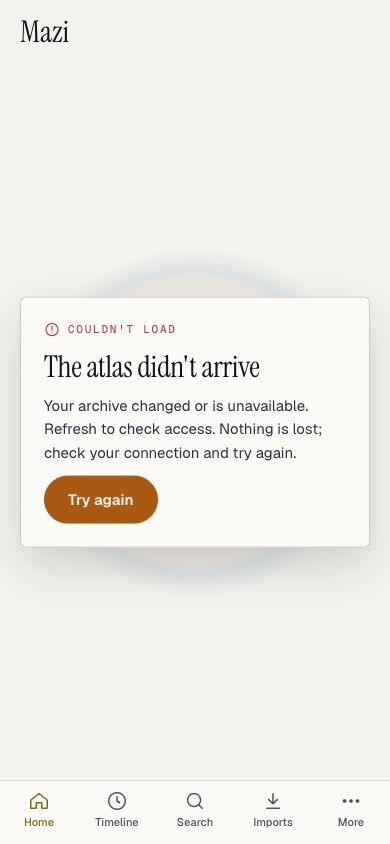 Mazi
COULDN'T LOAD
The atlas didn't arrive
Your archive changed or is unavailable.
Refresh to check access. Nothing is lost;
check your connection and try again.
Try again
Home
Timeline
Search
Imports
More